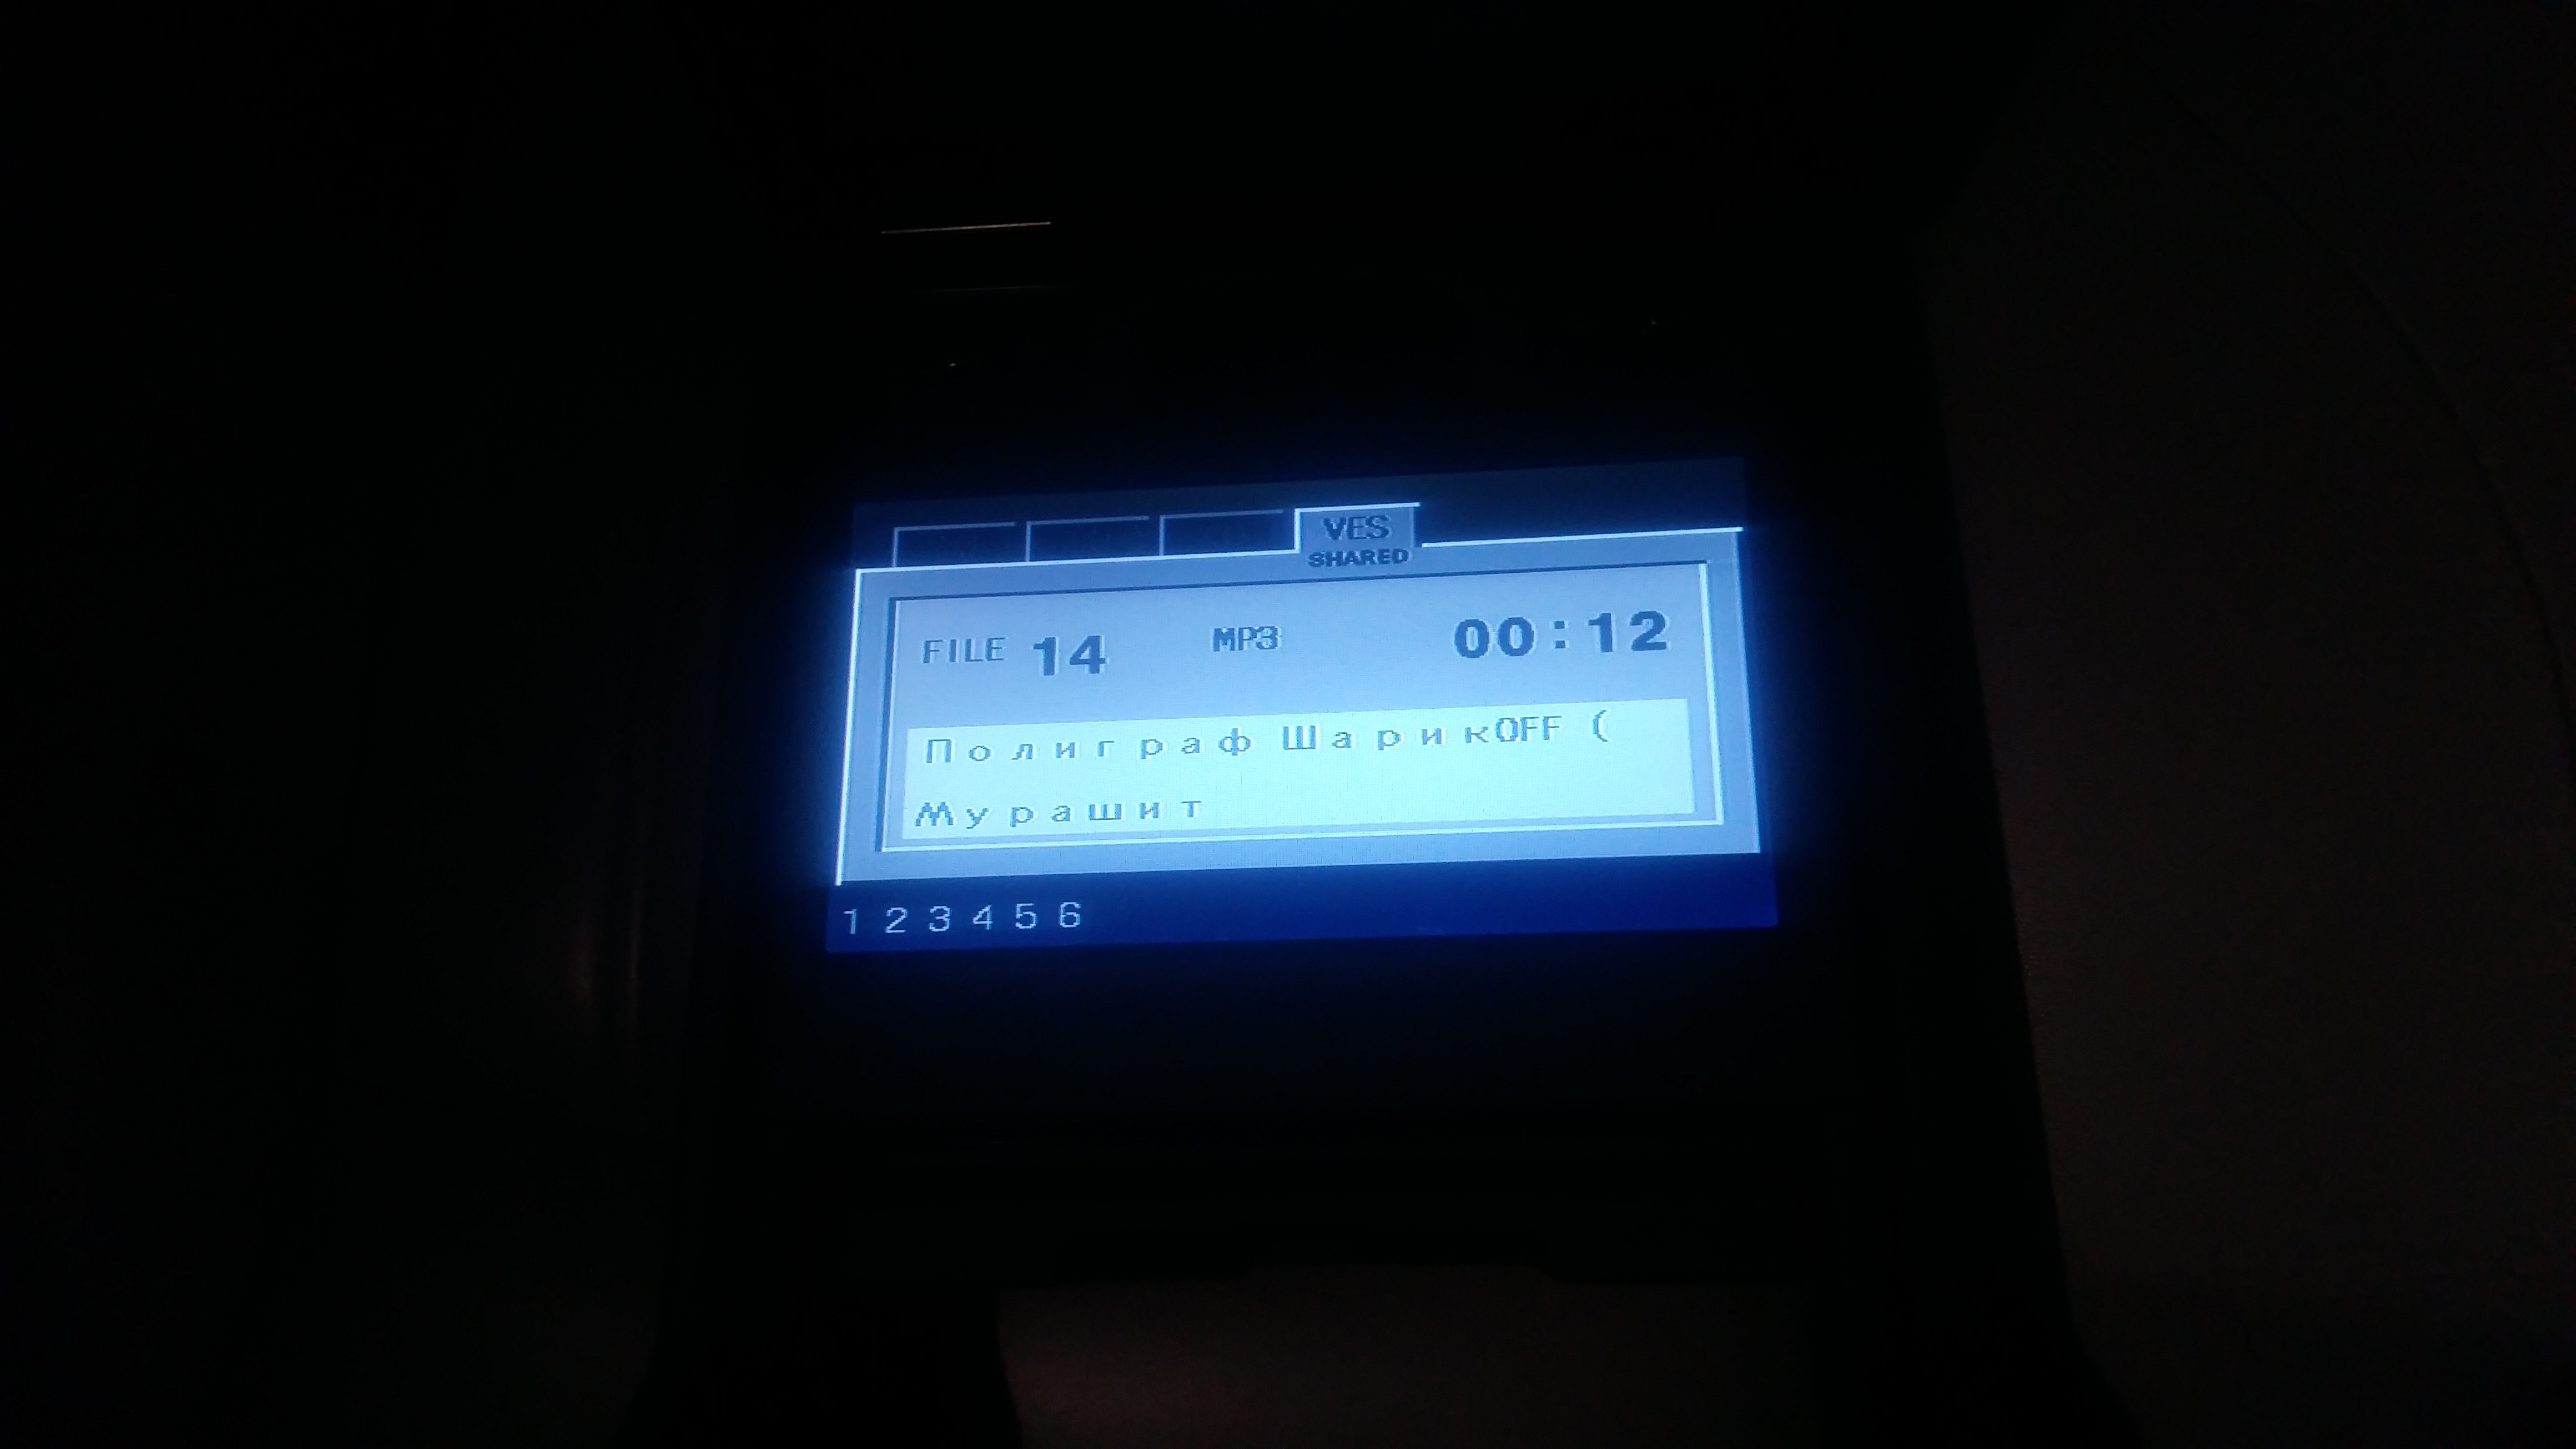 VES
SHARED
FILE 14 MP3 00:12
Полиграф ШарикOFF (
Мурашит
1 2 3 4 5 6